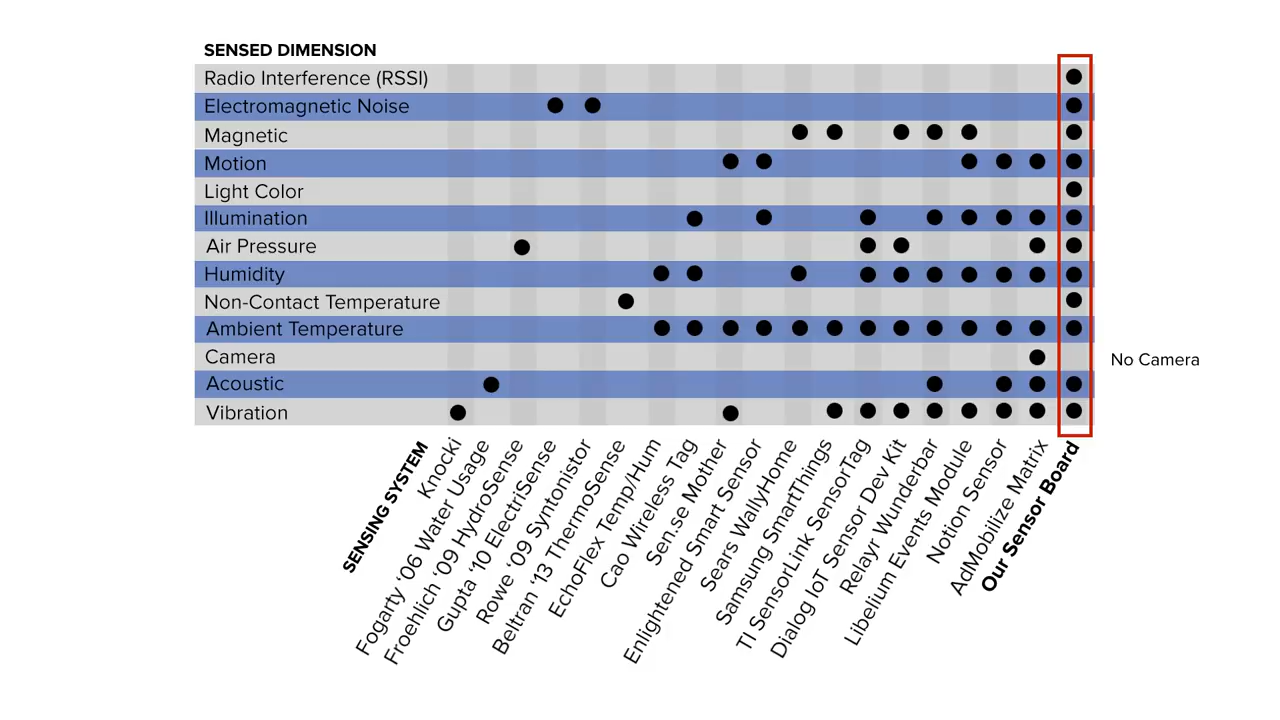 SENSED DIMENSION
Radio Interference (RSSI)
Electromagnetic Noise
Magnetic
Motion
Light Color
Illumination
Air Pressure
Humidity
Non-Contact Temperature
Ambient Temperature
Camera
No Camera
Acoustic
Vibration
SENSING SYSTEM
Knocki
Fogarty ‘06 Water Usage
Froehlich ‘09 HydroSense
Gupta ‘10 ElectriSense
Rowe ‘09 Syntonistor
Beltran ‘13 ThermoSense
EchoFlex Temp/Hum
Cao Wireless Tag
Sen.se Mother
Enlightened Smart Sensor
Sears WallyHome
Samsung SmartThings
TI SensorLink SensorTag
Dialog IoT Sensor Dev Kit
Relayr Wunderbar
Libelium Events Module
Notion Sensor
AdMobilize Matrix
Our Sensor Board